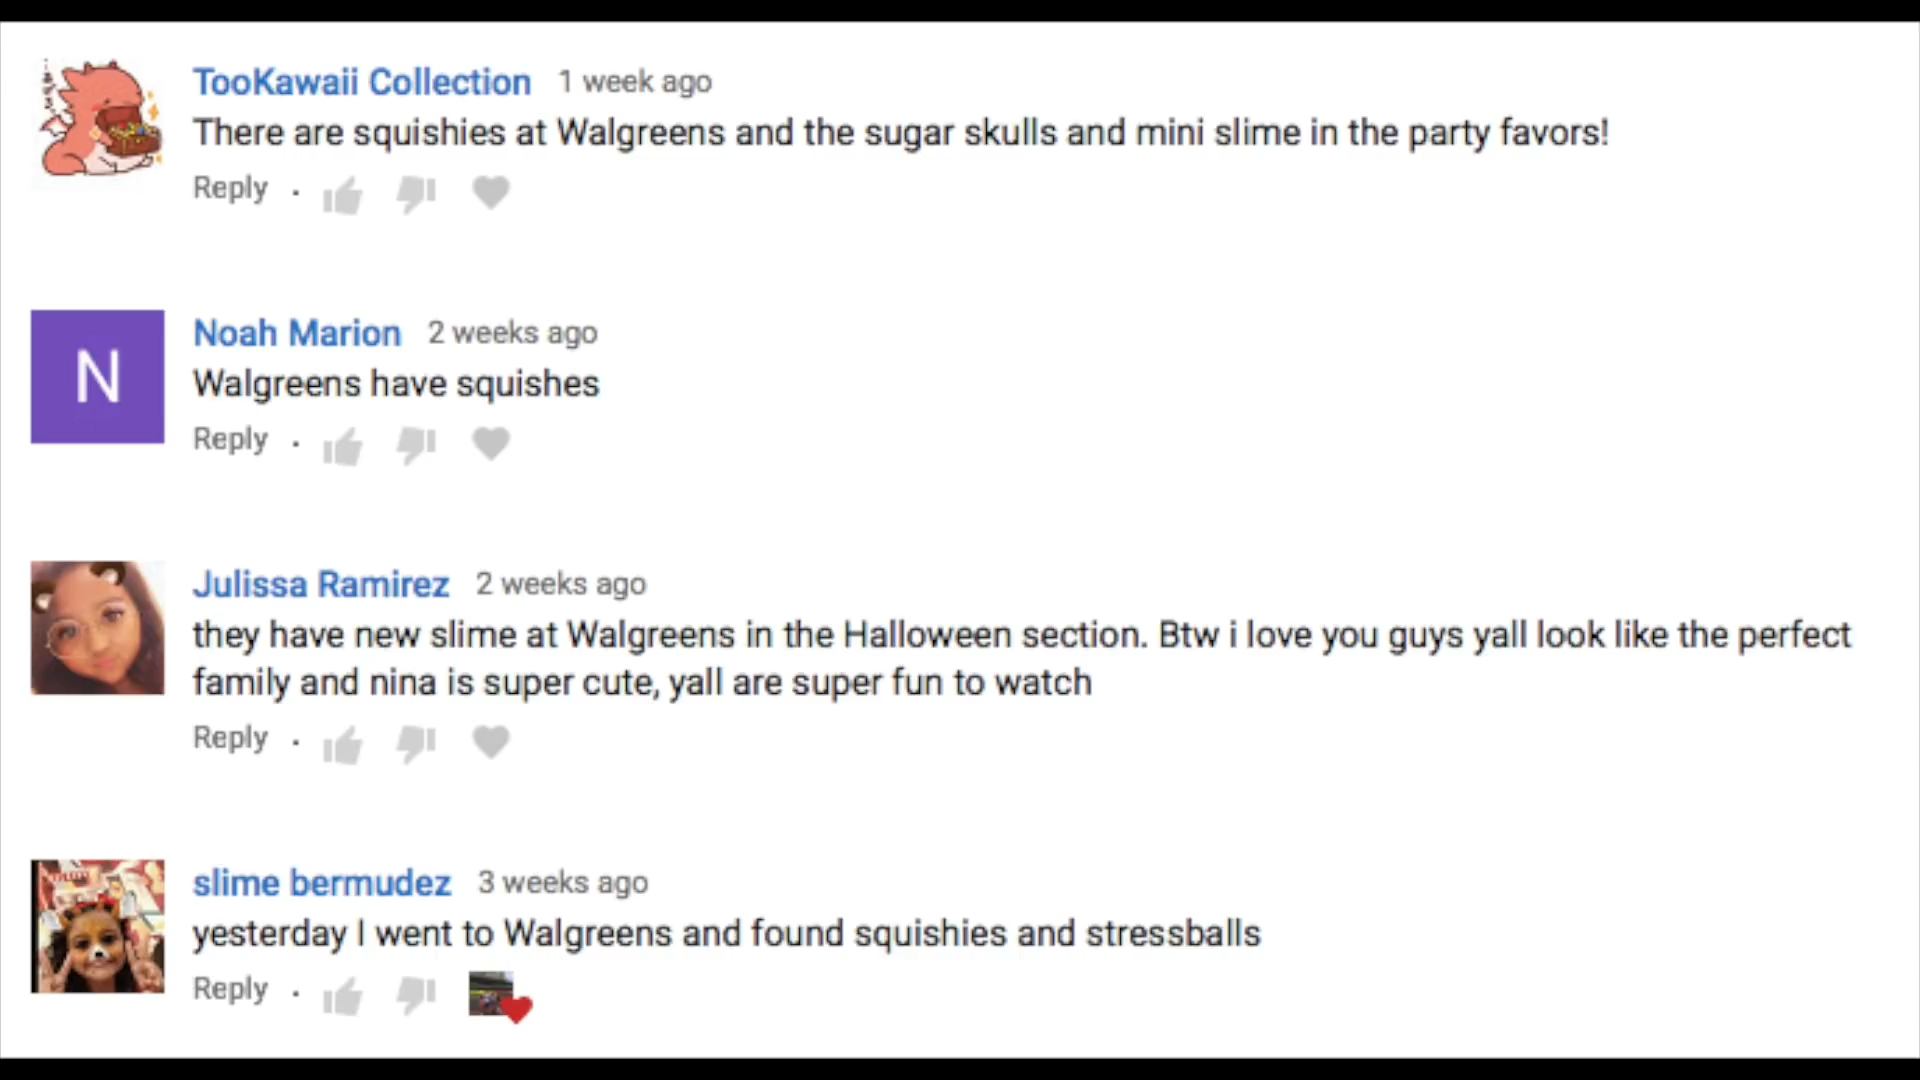 TooKawaii Collection 1 week ago
There are squishies at Walgreens and the sugar skulls and mini slime in the party favors!
Reply .
N
Noah Marion 2 weeks ago
Walgreens have squishes
Reply .
Julissa Ramirez 2 weeks ago
they have new slime at Walgreens in the Halloween section. Btw i love you guys yall look like the perfect
family and nina is super cute, yall are super fun to watch
Reply .
slime bermudez 3 weeks ago
yesterday I went to Walgreens and found squishies and stressballs
Reply .